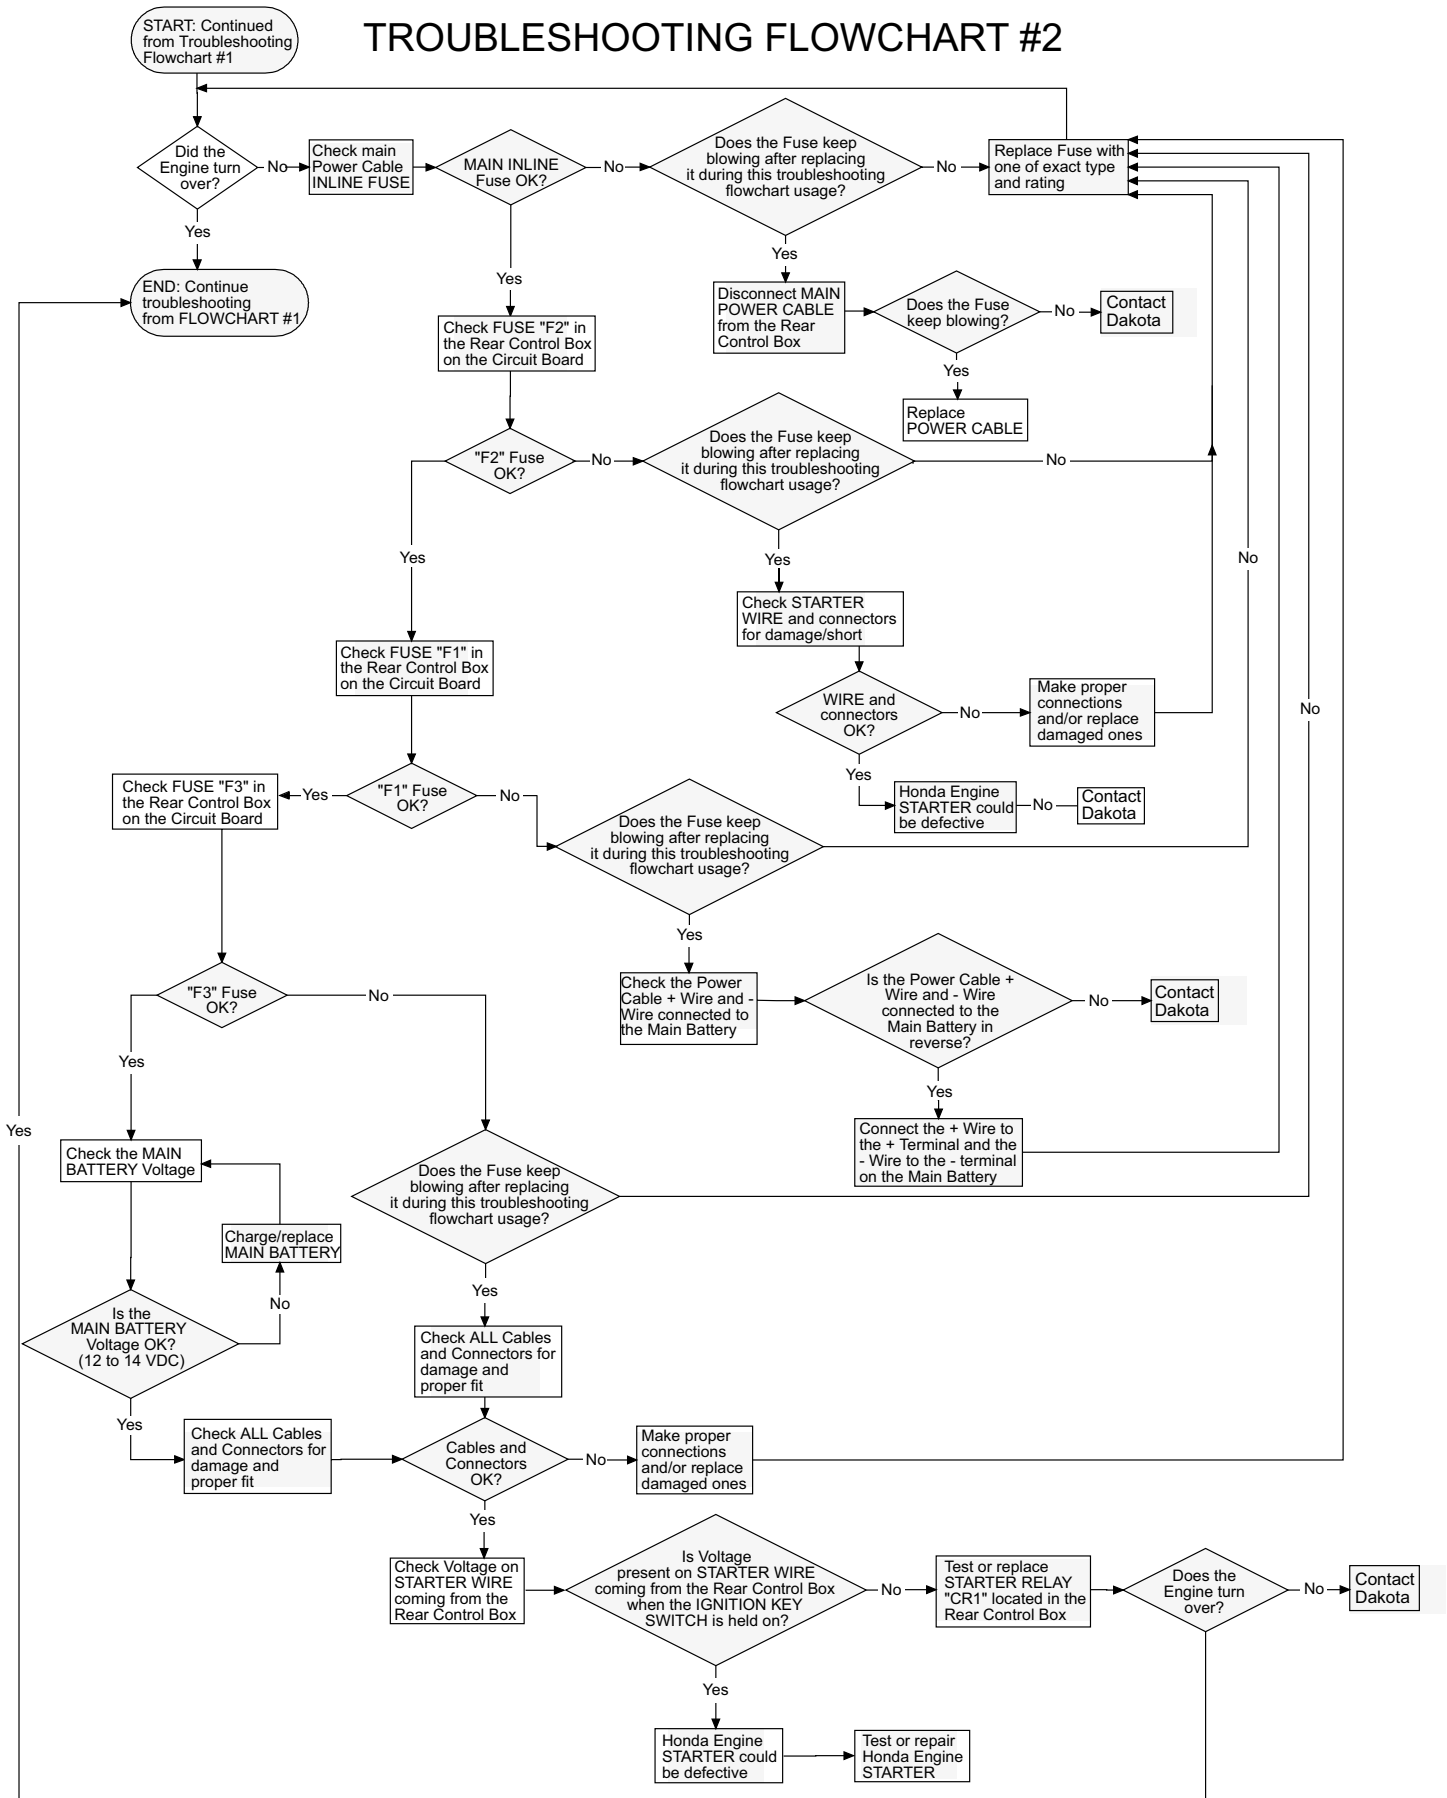 TROUBLESHOOTING FLOWCHART #2
START: Continued
from Troubleshooting
Flowchart #1
Did the
Engine turn
over?
No
Check main
Power Cable
INLINE FUSE
MAIN INLINE
Fuse OK?
No
Does the Fuse keep
blowing after replacing
it during this troubleshooting
flowchart usage?
No
Replace Fuse with
one of exact type
and rating
Yes
END: Continue
troubleshooting
from FLOWCHART #1
Yes
Check FUSE "F2" in
the Rear Control Box
on the Circuit Board
Yes
Disconnect MAIN
POWER CABLE
from the Rear
Control Box
Does the Fuse
keep blowing?
No
Contact
Dakota
Yes
Replace
POWER CABLE
"F2" Fuse
OK?
No
Does the Fuse keep
blowing after replacing
it during this troubleshooting
flowchart usage?
No
Yes
Yes
No
Check STARTER
WIRE and connectors
for damage/short
Check FUSE "F1" in
the Rear Control Box
on the Circuit Board
WIRE and
connectors
OK?
No
Make proper
connections
and/or replace
damaged ones
No
Yes
Honda Engine
STARTER could
be defective
No
Contact
Dakota
Check FUSE "F3" in
the Rear Control Box
on the Circuit Board
Yes
"F1" Fuse
OK?
No
Does the Fuse keep
blowing after replacing
it during this troubleshooting
flowchart usage?
Yes
Check the Power
Cable + Wire and -
Wire connected to
the Main Battery
Is the Power Cable +
Wire and - Wire
connected to the
Main Battery in
reverse?
No
Contact
Dakota
Yes
Connect the + Wire to
the + Terminal and the
- Wire to the - terminal
on the Main Battery
"F3" Fuse
OK?
No
Yes
Yes
Check the MAIN
BATTERY Voltage
Does the Fuse keep
blowing after replacing
it during this troubleshooting
flowchart usage?
Charge/replace
MAIN BATTERY
No
Is the
MAIN BATTERY
Voltage OK?
(12 to 14 VDC)
Yes
Check ALL Cables
and Connectors for
damage and
proper fit
Yes
Check ALL Cables
and Connectors for
damage and
proper fit
Cables and
Connectors
OK?
No
Make proper
connections
and/or replace
damaged ones
Yes
Check Voltage on
STARTER WIRE
coming from the
Rear Control Box
Is Voltage
present on STARTER WIRE
coming from the Rear Control Box
when the IGNITION KEY
SWITCH is held on?
No
Test or replace
STARTER RELAY
"CR1" located in the
Rear Control Box
Does the
Engine turn
over?
No
Contact
Dakota
Yes
Honda Engine
STARTER could
be defective
Test or repair
Honda Engine
STARTER